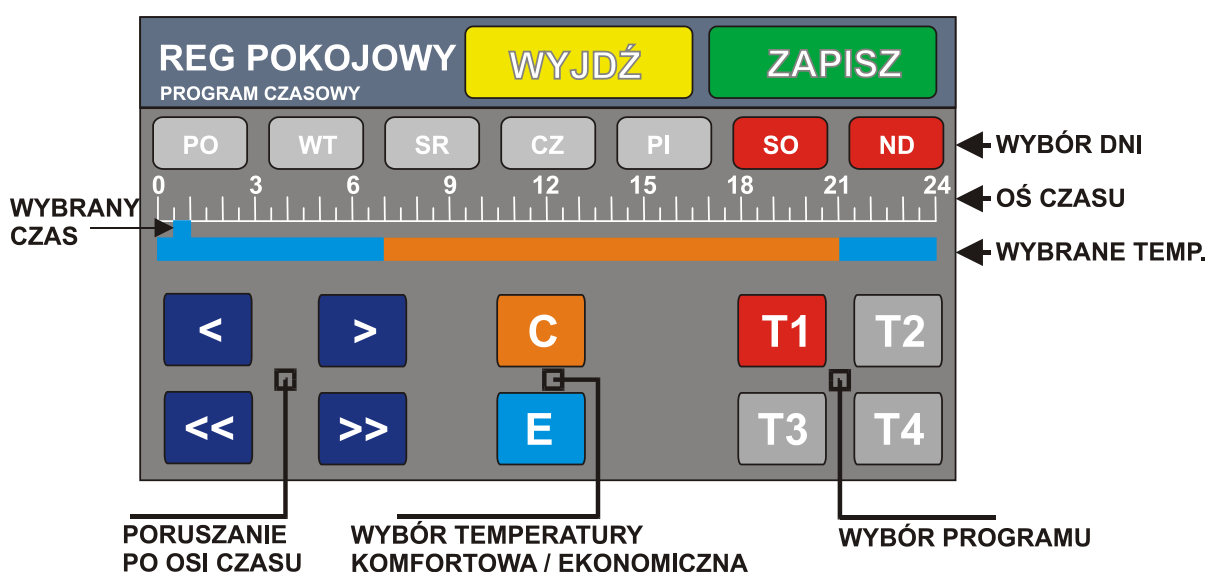 REG POKOJOWY
PROGRAM CZASOWY
WYJDŹ
ZAPISZ
PO WT SR CZ PI SO ND
WYBÓR DNI
0 3 6 9 12 15 18 21 24
OŚ CZASU
WYBRANY
CZAS
WYBRANE TEMP.
< > C T1 T2
<< >> E T3 T4
PORUSZANIE
PO OSI CZASU
WYBÓR TEMPERATURY
KOMFORTOWA / EKONOMICZNA
WYBÓR PROGRAMU